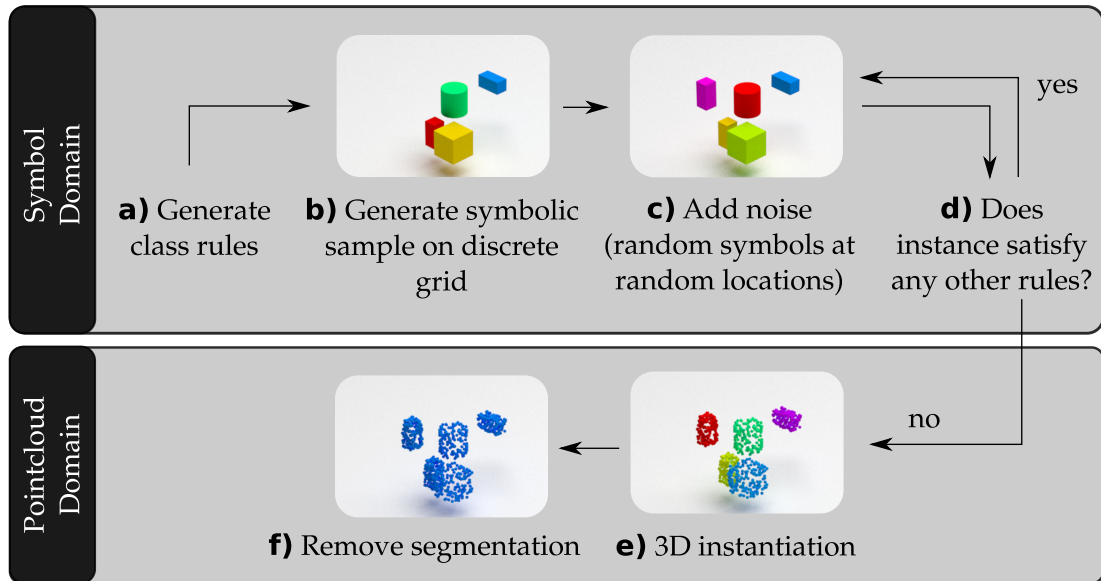 Symbol
Domain
a) Generate
class rules
b) Generate symbolic
sample on discrete
grid
c) Add noise
(random symbols at
random locations)
yes
d) Does
instance satisfy
any other rules?
Pointcloud
Domain
no
e) 3D instantiation
f) Remove segmentation